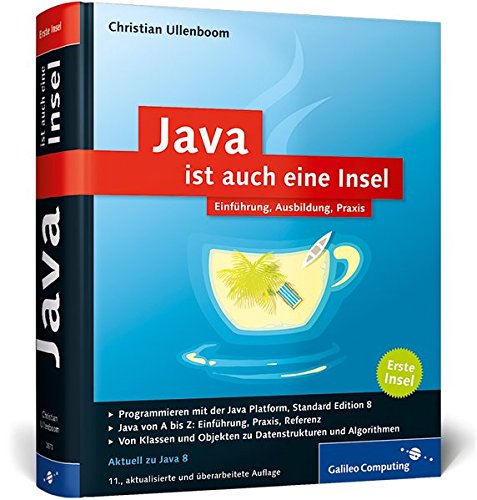 Christian Ullenboom
Java
ist auch eine Insel
Einführung, Ausbildung, Praxis
Erste
Insel
▸ Programmieren mit der Java Platform, Standard Edition 8
▸ Java von A bis Z: Einführung, Praxis, Referenz
▸ Von Klassen und Objekten zu Datenstrukturen und Algorithmen
Aktuell zu Java 8
11., aktualisierte und überarbeitete Auflage
Galileo Computing
Erste Insel
Java
ist auch eine
Insel
Christian
Ullenboom